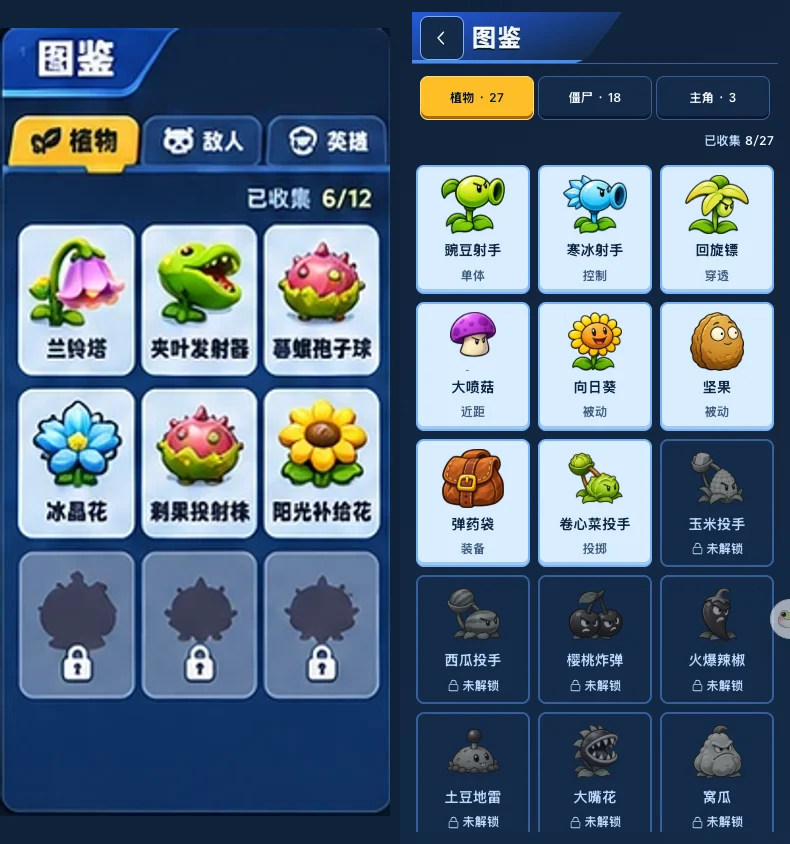 图鉴
植物
敌人
英雄
已收集 6/12
兰铃塔
夹叶发射器
孢子球
冰晶花
刺果投射株
阳光补给花
图鉴
植物 · 27
僵尸 · 18
主角 · 3
已收集 8/27
豌豆射手
单体
寒冰射手
控制
回旋镖
穿透
大喷菇
近距
向日葵
被动
坚果
被动
弹药袋
装备
卷心菜投手
投掷
玉米投手
未解锁
西瓜投手
未解锁
樱桃炸弹
未解锁
火爆辣椒
未解锁
土豆地雷
未解锁
大嘴花
未解锁
窝瓜
未解锁